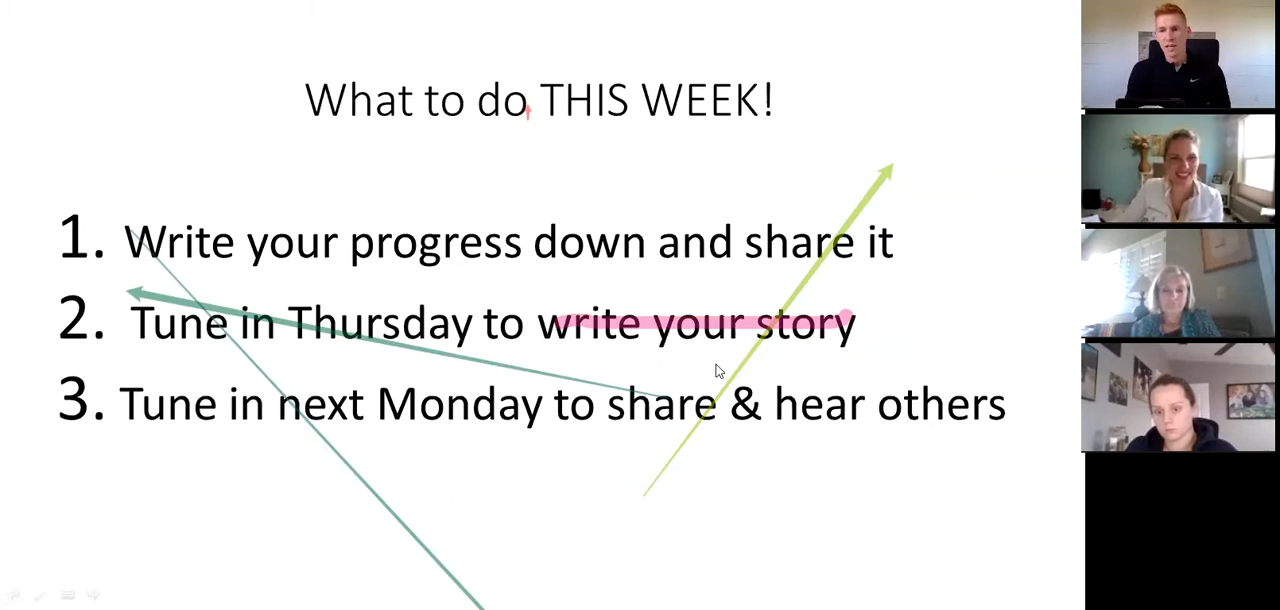 What to do THIS WEEK!
1. Write your progress down and share it
2. Tune in Thursday to write your story
3. Tune in next Monday to share & hear others